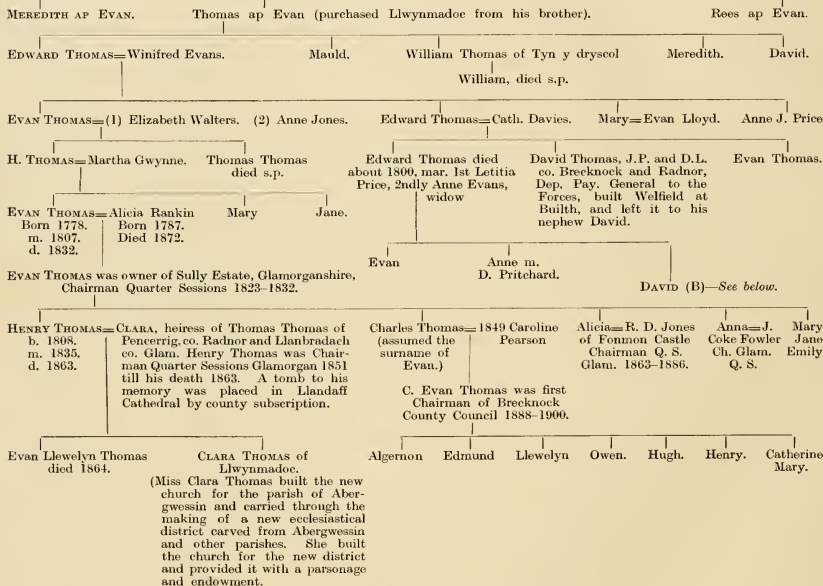 MEREDITH AP EVAN. Thomas ap Evan (purchased Llwynmadoc from his brother). Rees ap Evan.
EDWARD THOMAS=Winifred Evans. Mauld. William Thomas of Tyn y dryscol Meredith. David.
William, died s.p.
EVAN THOMAS=(1) Elizabeth Walters. (2) Anne Jones. Edward Thomas=Cath. Davies. Mary=Evan Lloyd. Anne J. Price
H. THOMAS=Martha Gwynne.
Thomas Thomas
died s.p.
Edward Thomas died
about 1800, mar. 1st Letitia
Price, 2ndly Anne Evans,
widow
David Thomas, J.P. and D.L.
co. Brecknock and Radnor,
Dep. Pay. General to the
Forces, built Welfield at
Builth, and left it to his
nephew David.
Evan Thomas.
EVAN THOMAS=Alicia Rankin
Born 1778. Born 1787.
m. 1807. Died 1872.
d. 1832.
Mary
Jane.
Evan
Anne m.
D. Pritchard.
DAVID (B)—See below.
EVAN THOMAS was owner of Sully Estate, Glamorganshire,
Chairman Quarter Sessions 1823–1832.
HENRY THOMAS=CLARA, heiress of Thomas Thomas of
b. 1808. Pencerrig, co. Radnor and Llanbradach
m. 1835. co. Glam. Henry Thomas was Chair-
d. 1863. man Quarter Sessions Glamorgan 1851
till his death 1863. A tomb to his
memory was placed in Llandaff
Cathedral by county subscription.
Charles Thomas=1849 Caroline
(assumed the Pearson
surname of
Evan.)
C. Evan Thomas was first
Chairman of Brecknock
County Council 1888–1900.
Alicia=R. D. Jones
of Fonmon Castle
Chairman Q. S.
Glam. 1863–1886.
Anna=J.
Coke Fowler
Ch. Glam.
Q. S.
Mary
Jane
Emily
Evan Llewelyn Thomas
died 1864.
CLARA THOMAS of
Llwynmadoc.
(Miss Clara Thomas built the new
church for the parish of Aber-
gwessin and carried through the
making of a new ecclesiastical
district carved from Abergwessin
and other parishes. She built
the church for the new district
and provided it with a parsonage
and endowment.
Algernon Edmund Llewelyn Owen. Hugh. Henry. Catherine
Mary.